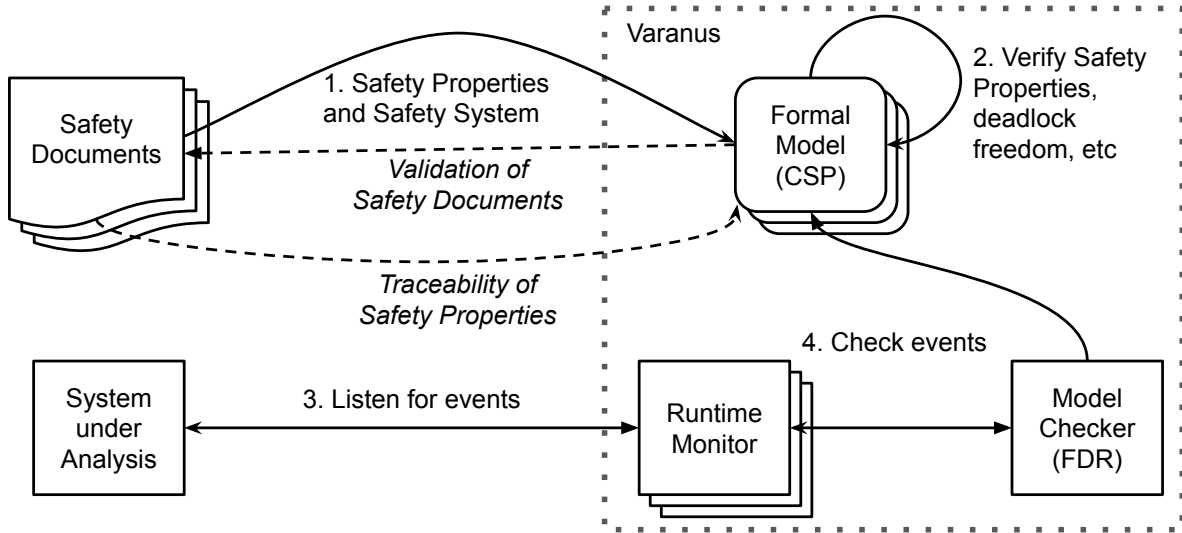 Varanus
Safety
Documents
1. Safety Properties
and Safety System
Validation of
Safety Documents
Traceability of
Safety Properties
Formal
Model
(CSP)
2. Verify Safety
Properties,
deadlock
freedom, etc
System
under
Analysis
3. Listen for events
Runtime
Monitor
4. Check events
Model
Checker
(FDR)